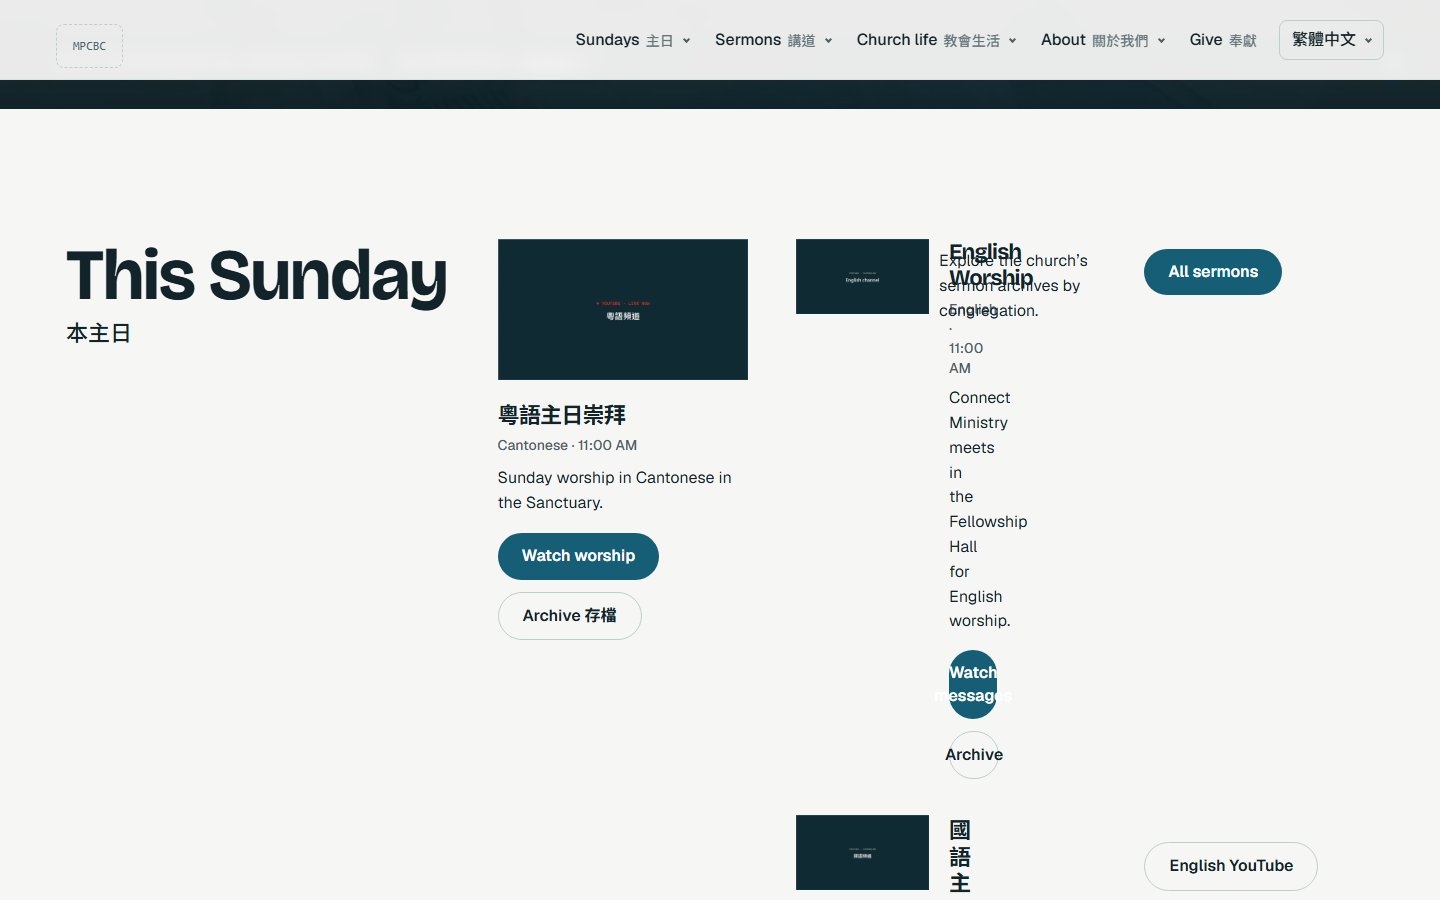 MPCBC
Sundays 主日
Sermons 講道
Church life 教會生活
About 關於我們
Give 奉獻
繁體中文
This Sunday
本主日
粵語頻道
粵語主日崇拜
Cantonese · 11:00 AM
Sunday worship in Cantonese in
the Sanctuary.
Watch worship
Archive 存檔
English channel
English
Worship
English
·
11:00
AM
Connect
Ministry
meets
in
the
Fellowship
Hall
for
English
worship.
Watch
messages
Archive
Explore the church’s
sermon archives by
congregation.
All sermons
國
語
主
English YouTube